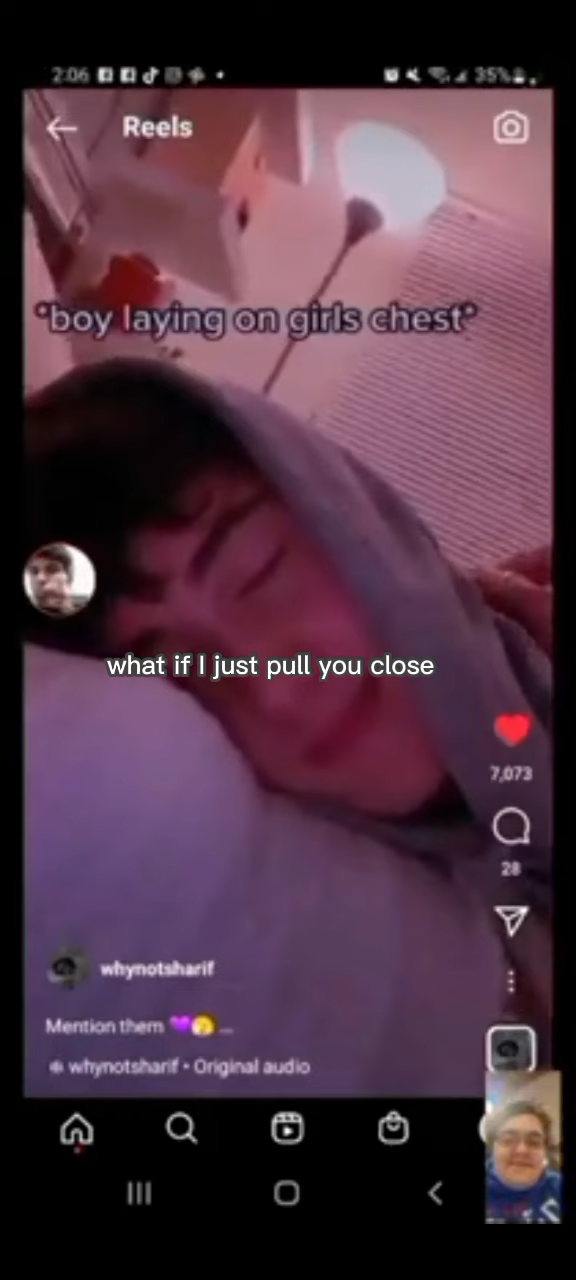 2:06
35%
Reels
*boy laying on girls chest*
what if I just pull you close
7,073
28
whynotsharif
Mention them 💜🫣 ...
whynotsharif • Original audio